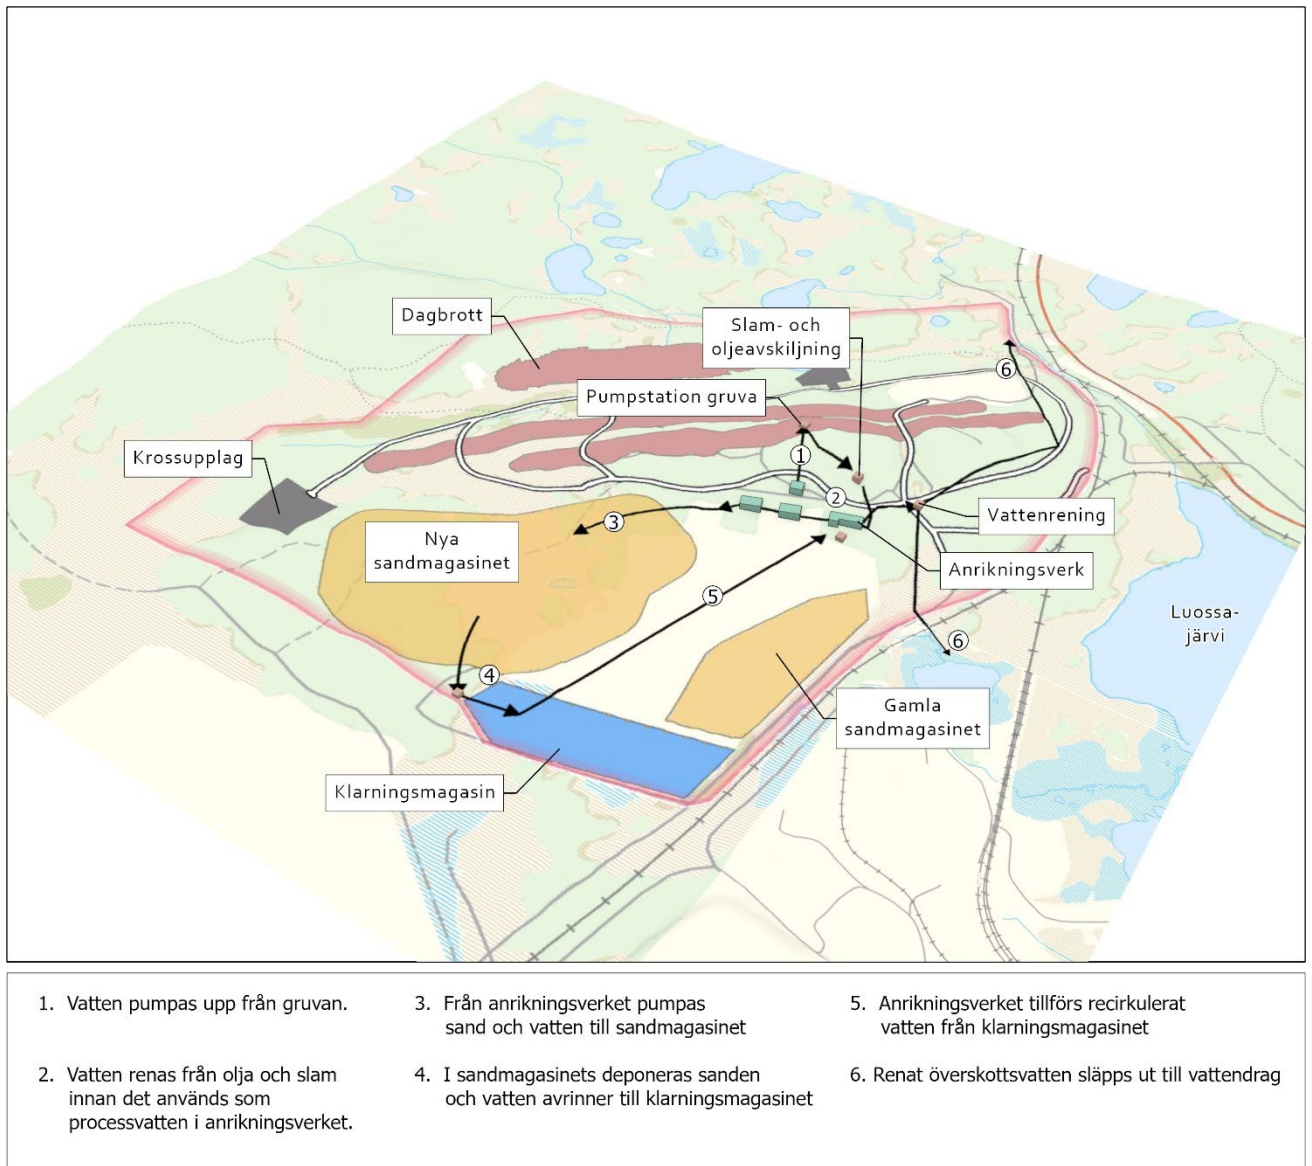 Dagbrott
Slam- och
oljeavskiljning
6
Pumpstation gruva
Krossupplag
1
2
3
Vattenrening
Nya
sandmagasinet
Anrikningsverk
5
Luossa-
järvi
6
4
Gamla
sandmagasinet
Klarningsmagasin
1. Vatten pumpas upp från gruvan.
2. Vatten renas från olja och slam
innan det används som
processvatten i anrikningsverket.
3. Från anrikningsverket pumpas
sand och vatten till sandmagasinet
4. I sandmagasinets deponeras sanden
och vatten avrinner till klarningsmagasinet
5. Anrikningsverket tillförs recirkulerat
vatten från klarningsmagasinet
6. Renat överskottsvatten släpps ut till vattendrag